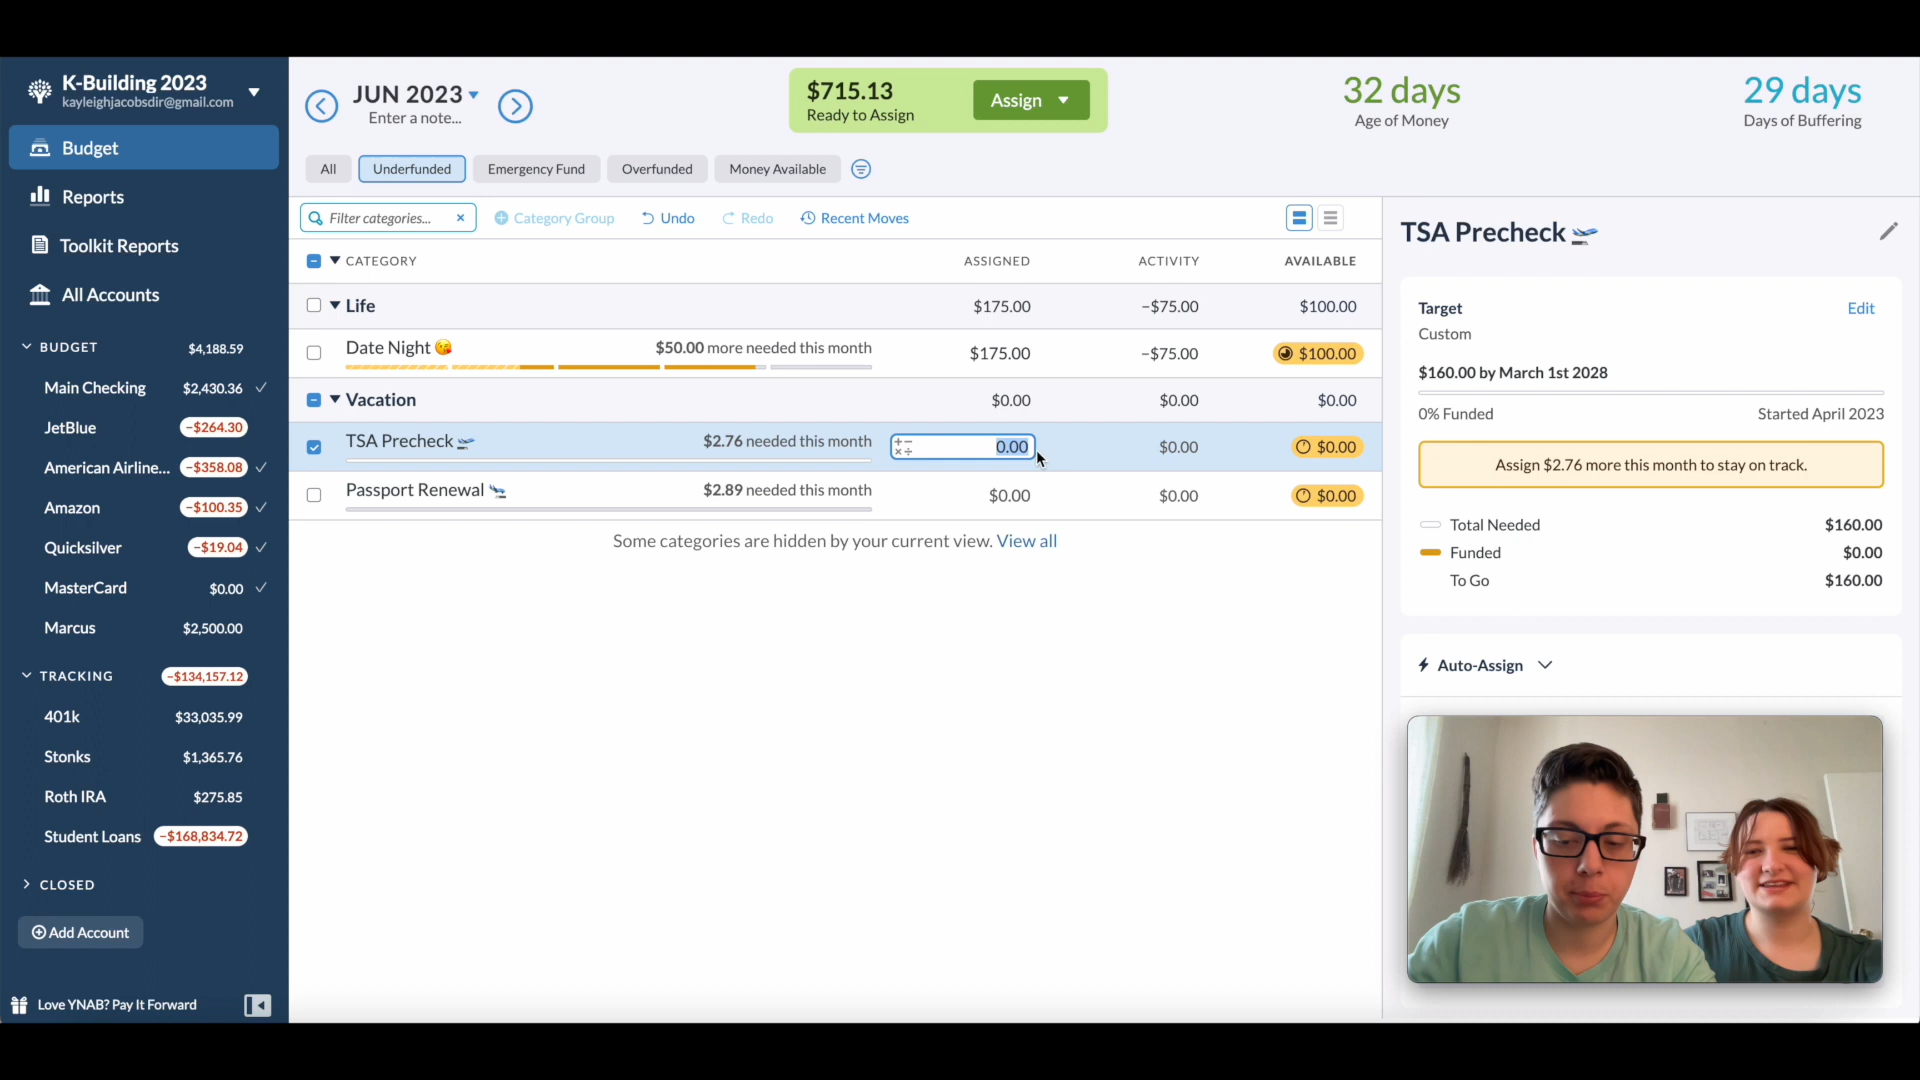 K-Building 2023
kayleighjacobsdir@gmail.com
Budget
Reports
Toolkit Reports
All Accounts
BUDGET $4,188.59
Main Checking $2,430.36
JetBlue −$264.30
American Airline... −$358.08
Amazon −$100.35
Quicksilver −$19.04
MasterCard $0.00
Marcus $2,500.00
TRACKING −$134,157.12
401k $33,035.99
Stonks $1,365.76
Roth IRA $275.85
Student Loans −$168,834.72
CLOSED
Add Account
Love YNAB? Pay It Forward
JUN 2023
Enter a note...
$715.13
Ready to Assign
Assign
32 days
Age of Money
29 days
Days of Buffering
All Underfunded Emergency Fund Overfunded Money Available
Filter categories... Category Group Undo Redo Recent Moves
CATEGORY ASSIGNED ACTIVITY AVAILABLE
Life $175.00 −$75.00 $100.00
Date Night 😘 $50.00 more needed this month $175.00 −$75.00 $100.00
Vacation $0.00 $0.00 $0.00
TSA Precheck 🛫 $2.76 needed this month 0.00 $0.00 $0.00
Passport Renewal 🛬 $2.89 needed this month $0.00 $0.00 $0.00
Some categories are hidden by your current view. View all
TSA Precheck 🛫
Target Edit
Custom
$160.00 by March 1st 2028
0% Funded Started April 2023
Assign $2.76 more this month to stay on track.
Total Needed $160.00
Funded $0.00
To Go $160.00
Auto-Assign